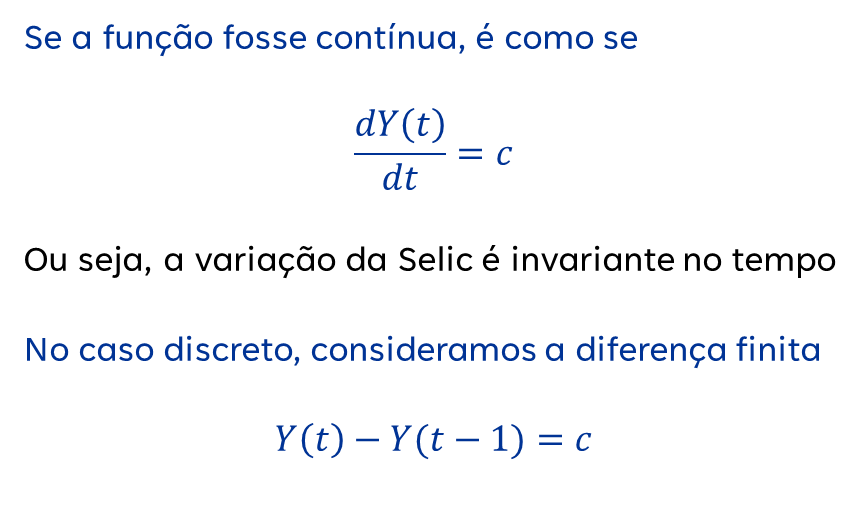 Se a função fosse contínua, é como se
dY(t)
dt
= c
Ou seja, a variação da Selic é invariante no tempo
No caso discreto, consideramos a diferença finita
Y(t) − Y(t − 1) = c